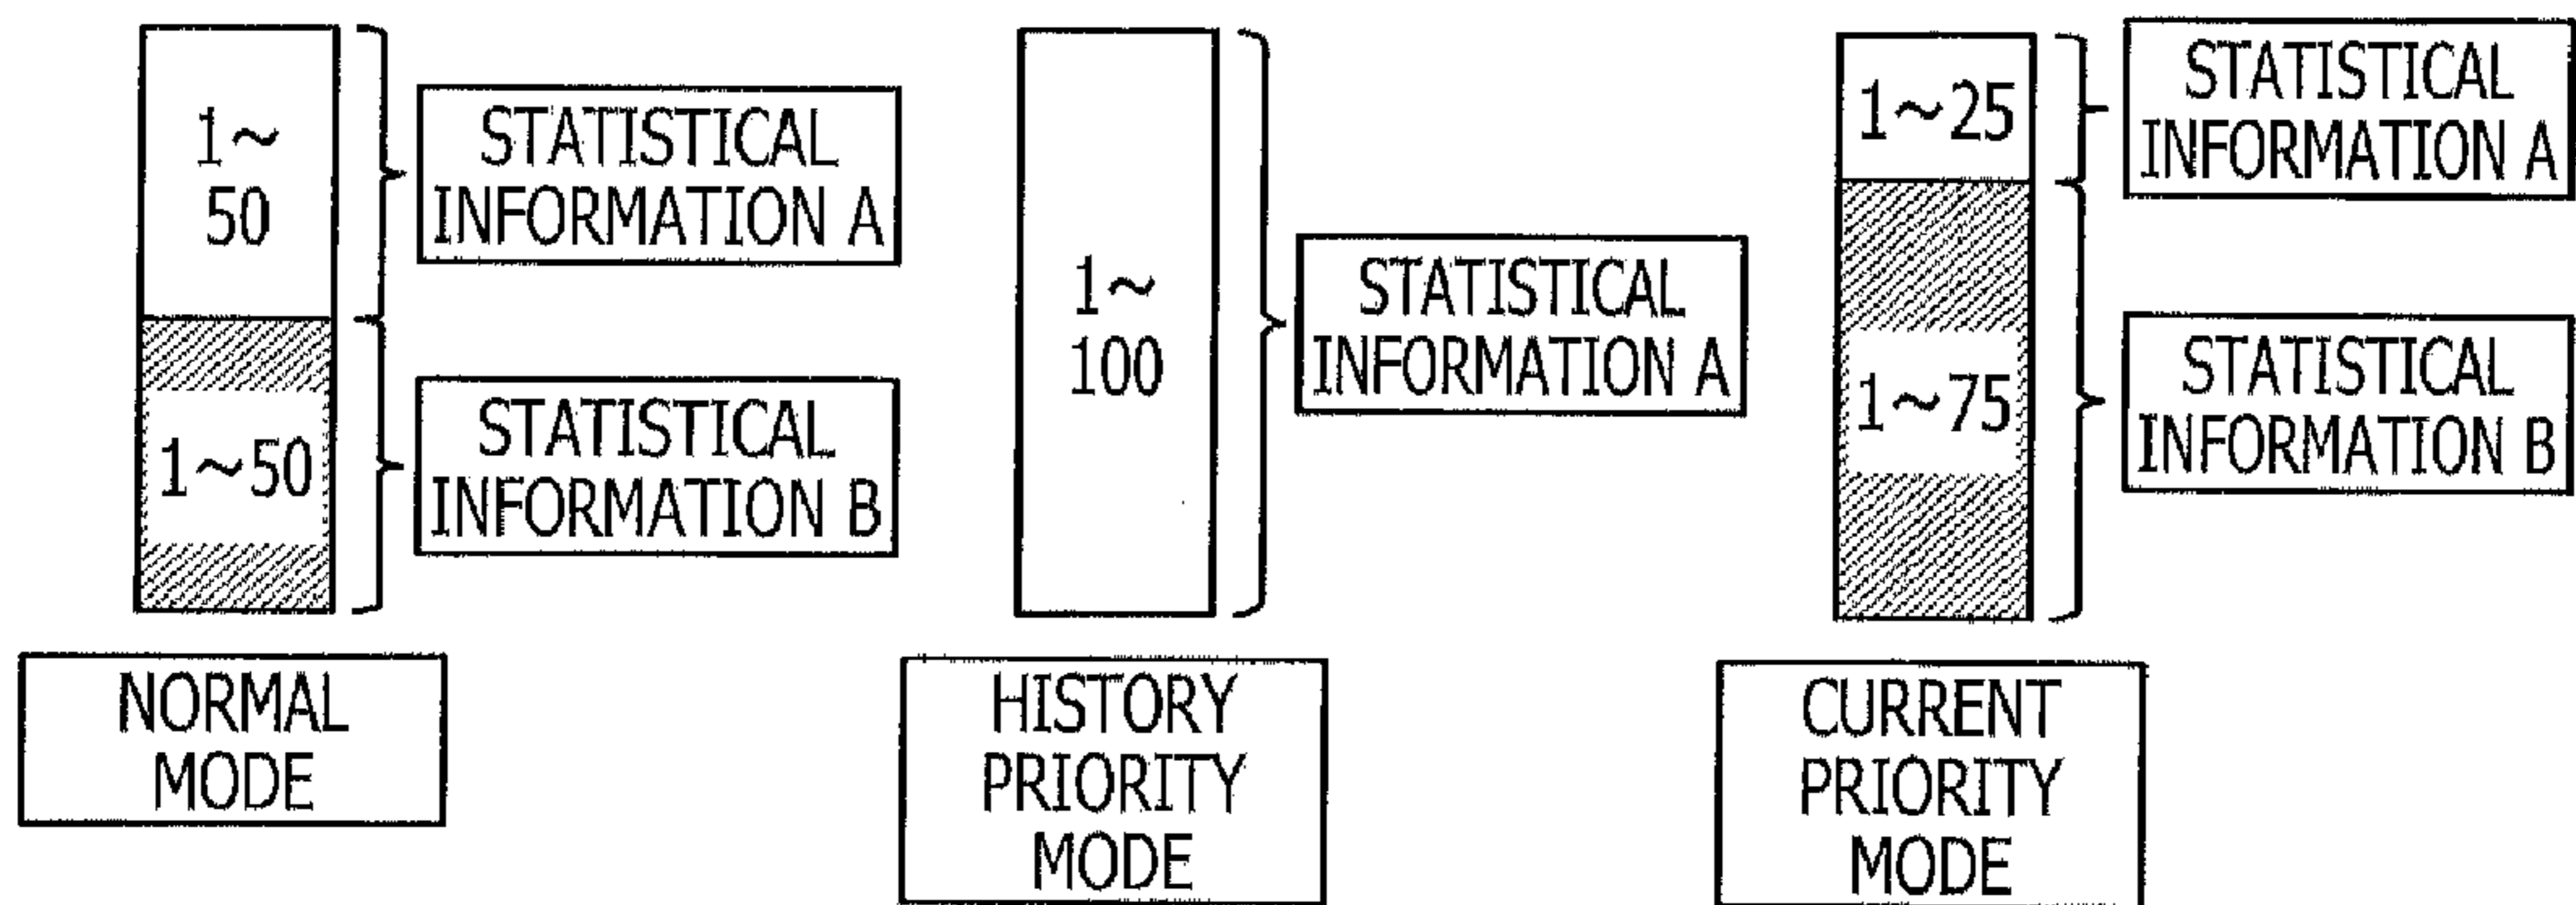 1~
50
STATISTICAL
INFORMATION A
1~50
STATISTICAL
INFORMATION B
NORMAL
MODE
1~
100
STATISTICAL
INFORMATION A
HISTORY
PRIORITY
MODE
1~25
STATISTICAL
INFORMATION A
1~75
STATISTICAL
INFORMATION B
CURRENT
PRIORITY
MODE